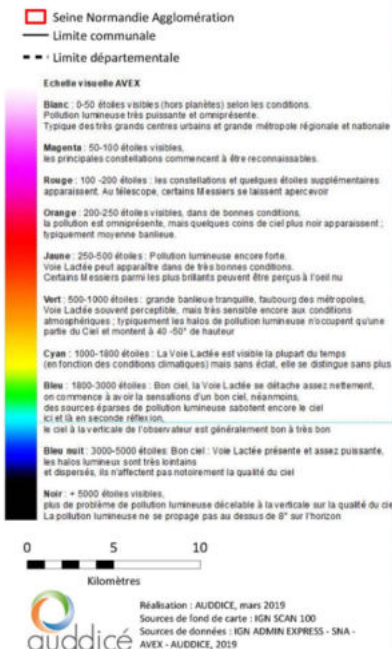 Seine Normandie Agglomération
Limite communale
Limite départementale
Echelle visuelle AVEX
Blanc : 0-50 étoiles visibles (hors planètes) selon les conditions.
Pollution lumineuse très puissante et omniprésente.
Typique des très grands centres urbains et grande métropole régionale et nationale
Magenta : 50-100 étoiles visibles,
les principales constellations commencent à être reconnaissables.
Rouge : 100 -200 étoiles : les constellations et quelques étoiles supplémentaires
apparaissent. Au télescope, certains Messiers se laissent apercevoir
Orange : 200-250 étoiles visibles, dans de bonnes conditions,
la pollution est omniprésente, mais quelques coins de ciel plus noir apparaissent ;
typiquement moyenne banlieue.
Jaune : 250-500 étoiles : Pollution lumineuse encore forte.
Voie Lactée peut apparaître dans de très bonnes conditions.
Certains Messiers parmi les plus brillants peuvent être perçus à l'oeil nu
Vert : 500-1000 étoiles : grande banlieue tranquille, faubourg des métropoles,
Voie Lactée souvent perceptible, mais très sensible encore aux conditions
atmosphériques ; typiquement les halos de pollution lumineuse n'occupent qu'une
partie du Ciel et montent à 40 -50° de hauteur
Cyan : 1000-1800 étoiles : La Voie Lactée est visible la plupart du temps
(en fonction des conditions climatiques) mais sans éclat, elle se distingue sans plus
Bleu : 1800-3000 étoiles : Bon ciel, la Voie Lactée se détache assez nettement,
on commence à avoir la sensations d'un bon ciel, néanmoins,
des sources éparses de pollution lumineuse sabotent encore le ciel
ici et là en seconde réflexion,
le ciel à la verticale de l'observateur est généralement bon à très bon
Bleu nuit : 3000-5000 étoiles: Bon ciel : Voie Lactée présente et assez puissante,
les halos lumineux sont très lointains
et dispersés, ils n'affectent pas notoirement la qualité du ciel
Noir : + 5000 étoiles visibles,
plus de problème de pollution lumineuse décelable à la verticale sur la qualité du cie
La pollution lumineuse ne se propage pas au dessus de 8° sur l'horizon
0 5 10
Kilomètres
auddicé
Réalisation : AUDDICE, mars 2019
Sources de fond de carte : IGN SCAN 100
Sources de données : IGN ADMIN EXPRESS - SNA -
AVEX - AUDDICE, 2019